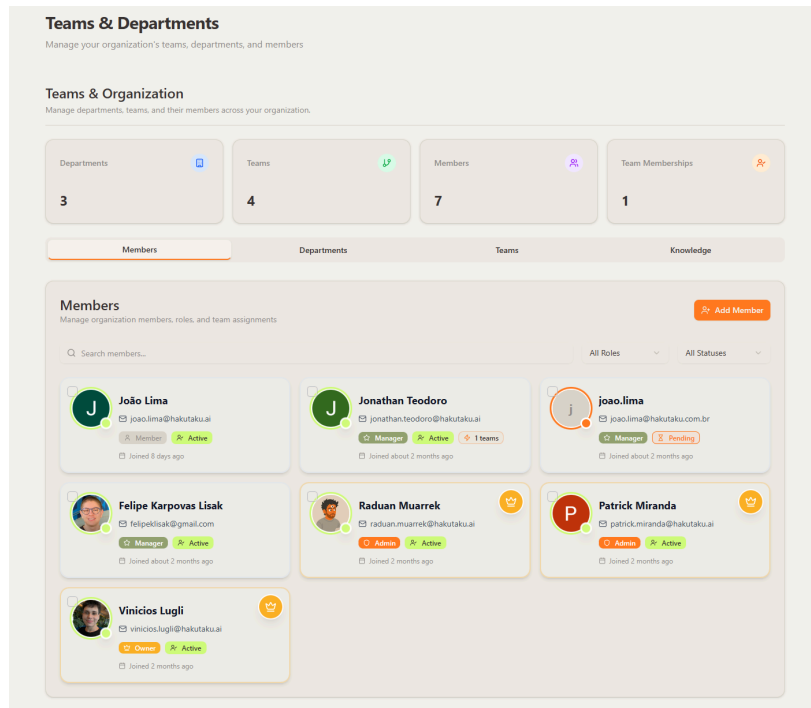 Teams & Departments
Manage your organization's teams, departments, and members
Teams & Organization
Manage departments, teams, and their members across your organization.
Departments
3
Teams
4
Members
7
Team Memberships
1
Members Departments Teams Knowledge
Members
Manage organization members, roles, and team assignments
Add Member
Search members...
All Roles
All Statuses
J
João Lima
joao.lima@hakutaku.ai
Member Active
Joined 8 days ago
J
Jonathan Teodoro
jonathan.teodoro@hakutaku.ai
Manager Active 1 teams
Joined about 2 months ago
j
joao.lima
joao.lima@hakutaku.com.br
Manager Pending
Joined about 2 months ago
Felipe Karpovas Lisak
felipeklisak@gmail.com
Manager Active
Joined about 2 months ago
Raduan Muarrek
raduan.muarrek@hakutaku.ai
Admin Active
Joined 2 months ago
P
Patrick Miranda
patrick.miranda@hakutaku.ai
Admin Active
Joined 2 months ago
Vinicios Lugli
vinicios.lugli@hakutaku.ai
Owner Active
Joined 2 months ago